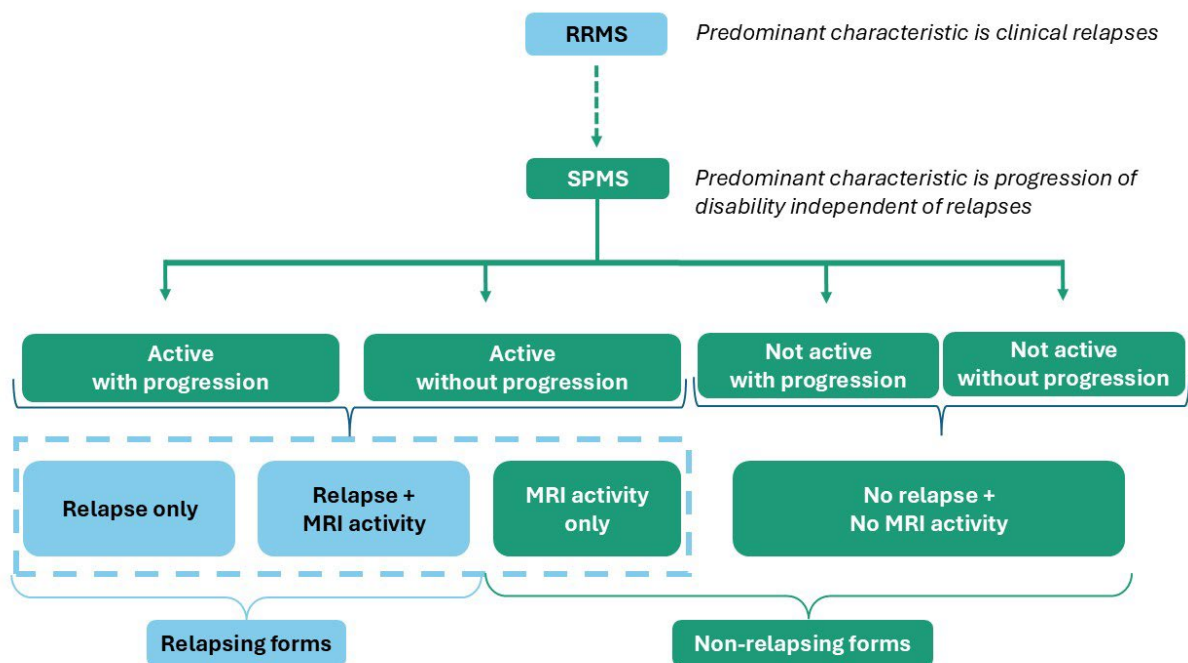 RRMS
Predominant characteristic is clinical relapses
SPMS
Predominant characteristic is progression of
disability independent of relapses
Active
with progression
Active
without progression
Not active
with progression
Not active
without progression
Relapse only
Relapse +
MRI activity
MRI activity
only
No relapse +
No MRI activity
Relapsing forms
Non-relapsing forms